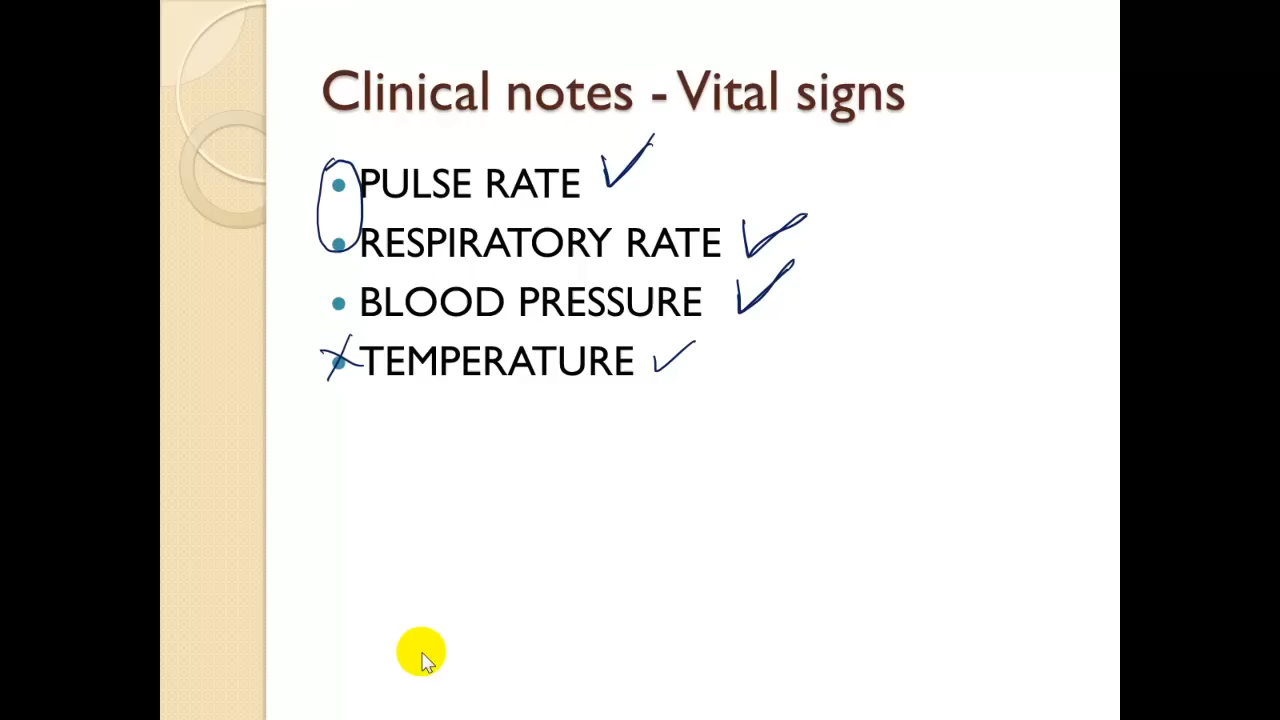 Clinical notes - Vital signs
• PULSE RATE ✓
• RESPIRATORY RATE ✓
• BLOOD PRESSURE ✓
• TEMPERATURE ✓